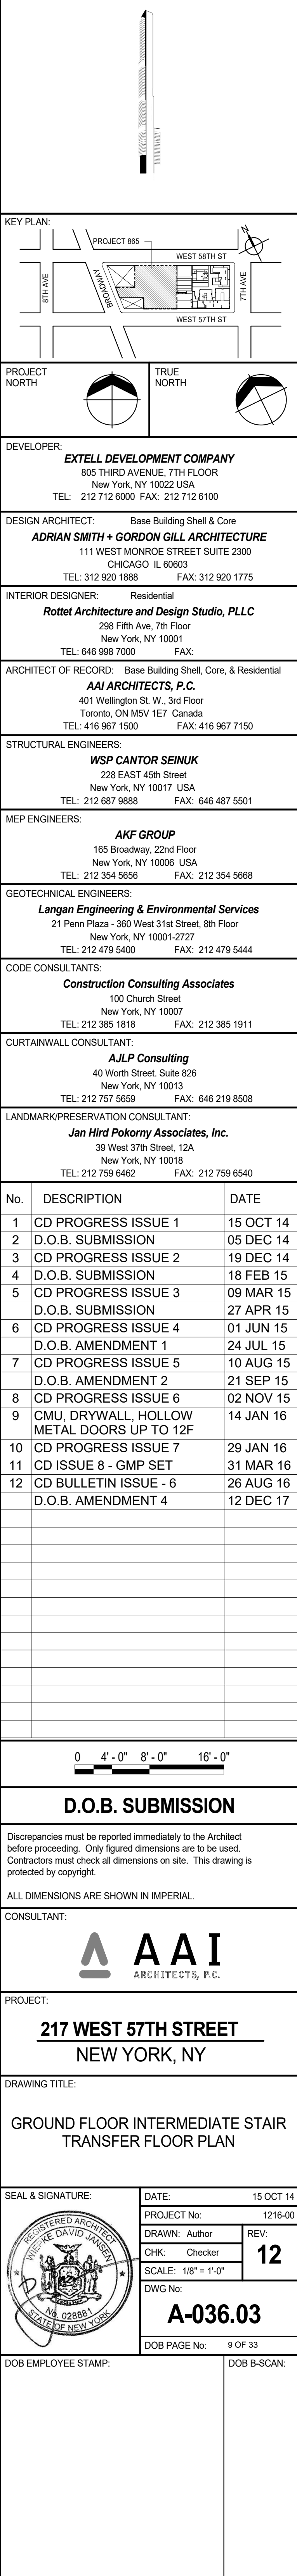 KEY PLAN:
PROJECT 865
N
WEST 58TH ST
8TH AVE
BROADWAY
7TH AVE
WEST 57TH ST
PROJECT
NORTH
TRUE
NORTH
DEVELOPER:
EXTELL DEVELOPMENT COMPANY
805 THIRD AVENUE, 7TH FLOOR
New York, NY 10022 USA
TEL: 212 712 6000 FAX: 212 712 6100
DESIGN ARCHITECT: Base Building Shell & Core
ADRIAN SMITH + GORDON GILL ARCHITECTURE
111 WEST MONROE STREET SUITE 2300
CHICAGO IL 60603
TEL: 312 920 1888 FAX: 312 920 1775
INTERIOR DESIGNER: Residential
Rottet Architecture and Design Studio, PLLC
298 Fifth Ave, 7th Floor
New York, NY 10001
TEL: 646 998 7000 FAX:
ARCHITECT OF RECORD: Base Building Shell, Core, & Residential
AAI ARCHITECTS, P.C.
401 Wellington St. W., 3rd Floor
Toronto, ON M5V 1E7 Canada
TEL: 416 967 1500 FAX: 416 967 7150
STRUCTURAL ENGINEERS:
WSP CANTOR SEINUK
228 EAST 45th Street
New York, NY 10017 USA
TEL: 212 687 9888 FAX: 646 487 5501
MEP ENGINEERS:
AKF GROUP
165 Broadway, 22nd Floor
New York, NY 10006 USA
TEL: 212 354 5656 FAX: 212 354 5668
GEOTECHNICAL ENGINEERS:
Langan Engineering & Environmental Services
21 Penn Plaza - 360 West 31st Street, 8th Floor
New York, NY 10001-2727
TEL: 212 479 5400 FAX: 212 479 5444
CODE CONSULTANTS:
Construction Consulting Associates
100 Church Street
New York, NY 10007
TEL: 212 385 1818 FAX: 212 385 1911
CURTAINWALL CONSULTANT:
AJLP Consulting
40 Worth Street. Suite 826
New York, NY 10013
TEL: 212 757 5659 FAX: 646 219 8508
LANDMARK/PRESERVATION CONSULTANT:
Jan Hird Pokorny Associates, Inc.
39 West 37th Street, 12A
New York, NY 10018
TEL: 212 759 6462 FAX: 212 759 6540
No. DESCRIPTION DATE
1 CD PROGRESS ISSUE 1 15 OCT 14
2 D.O.B. SUBMISSION 05 DEC 14
3 CD PROGRESS ISSUE 2 19 DEC 14
4 D.O.B. SUBMISSION 18 FEB 15
5 CD PROGRESS ISSUE 3 09 MAR 15
D.O.B. SUBMISSION 27 APR 15
6 CD PROGRESS ISSUE 4 01 JUN 15
D.O.B. AMENDMENT 1 24 JUL 15
7 CD PROGRESS ISSUE 5 10 AUG 15
D.O.B. AMENDMENT 2 21 SEP 15
8 CD PROGRESS ISSUE 6 02 NOV 15
9 CMU, DRYWALL, HOLLOW 14 JAN 16
METAL DOORS UP TO 12F
10 CD PROGRESS ISSUE 7 29 JAN 16
11 CD ISSUE 8 - GMP SET 31 MAR 16
12 CD BULLETIN ISSUE - 6 26 AUG 16
D.O.B. AMENDMENT 4 12 DEC 17
0 4' - 0" 8' - 0" 16' - 0"
D.O.B. SUBMISSION
Discrepancies must be reported immediately to the Architect
before proceeding. Only figured dimensions are to be used.
Contractors must check all dimensions on site. This drawing is
protected by copyright.
ALL DIMENSIONS ARE SHOWN IN IMPERIAL.
CONSULTANT:
AAI
ARCHITECTS, P.C.
PROJECT:
217 WEST 57TH STREET
NEW YORK, NY
DRAWING TITLE:
GROUND FLOOR INTERMEDIATE STAIR
TRANSFER FLOOR PLAN
SEAL & SIGNATURE:
REGISTERED ARCHITECT
DAVID JANSEN
No. 028881
STATE OF NEW YORK
DATE: 15 OCT 14
PROJECT No: 1216-00
DRAWN: Author
REV:
12
CHK: Checker
SCALE: 1/8" = 1'-0"
DWG No:
A-036.03
DOB PAGE No: 9 OF 33
DOB EMPLOYEE STAMP:
DOB B-SCAN: